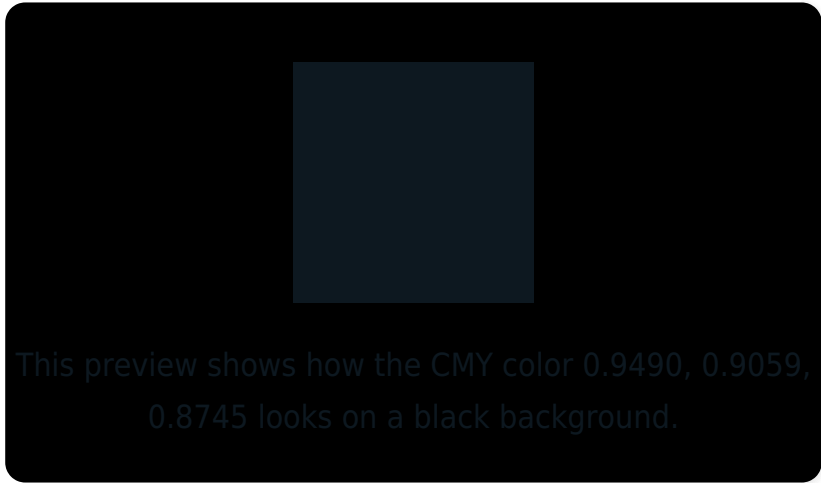 This preview shows how the CMY color 0.9490, 0.9059,
0.8745 looks on a black background.